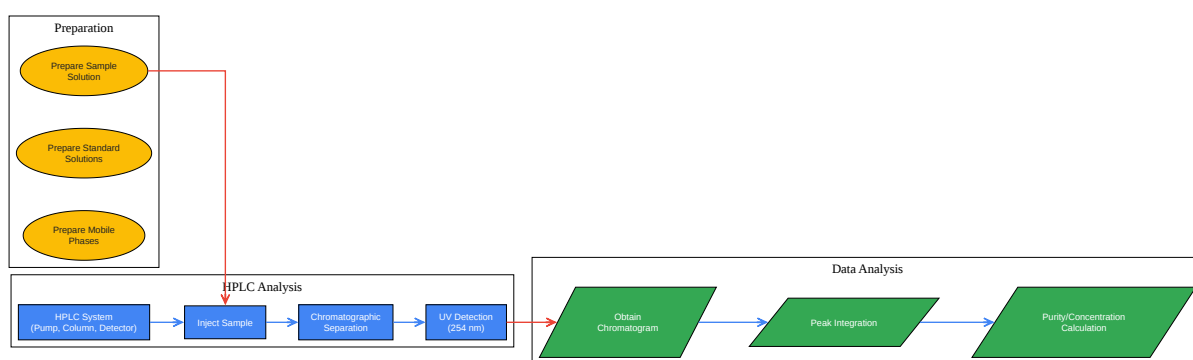 Preparation
Prepare Sample
Solution
Prepare Standard
Solutions
Prepare Mobile
Phases
HPLC Analysis
HPLC System
(Pump, Column, Detector)
Inject Sample
Chromatographic
Separation
UV Detection
(254 nm)
Data Analysis
Obtain
Chromatogram
Peak Integration
Purity/Concentration
Calculation